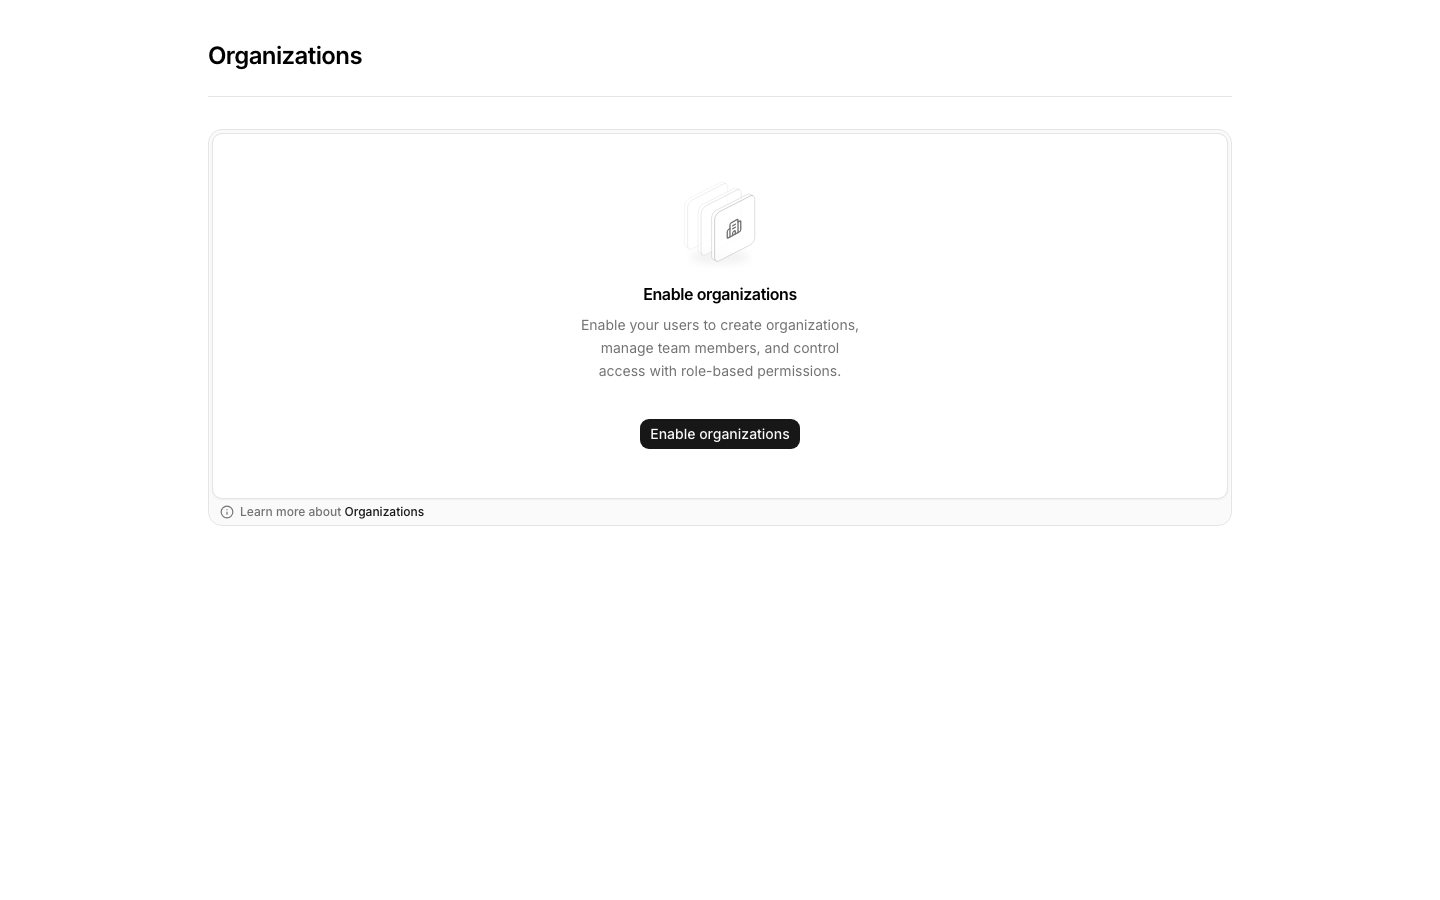 Organizations
Enable organizations
Enable your users to create organizations,
manage team members, and control
access with role-based permissions.
Enable organizations
Learn more about Organizations